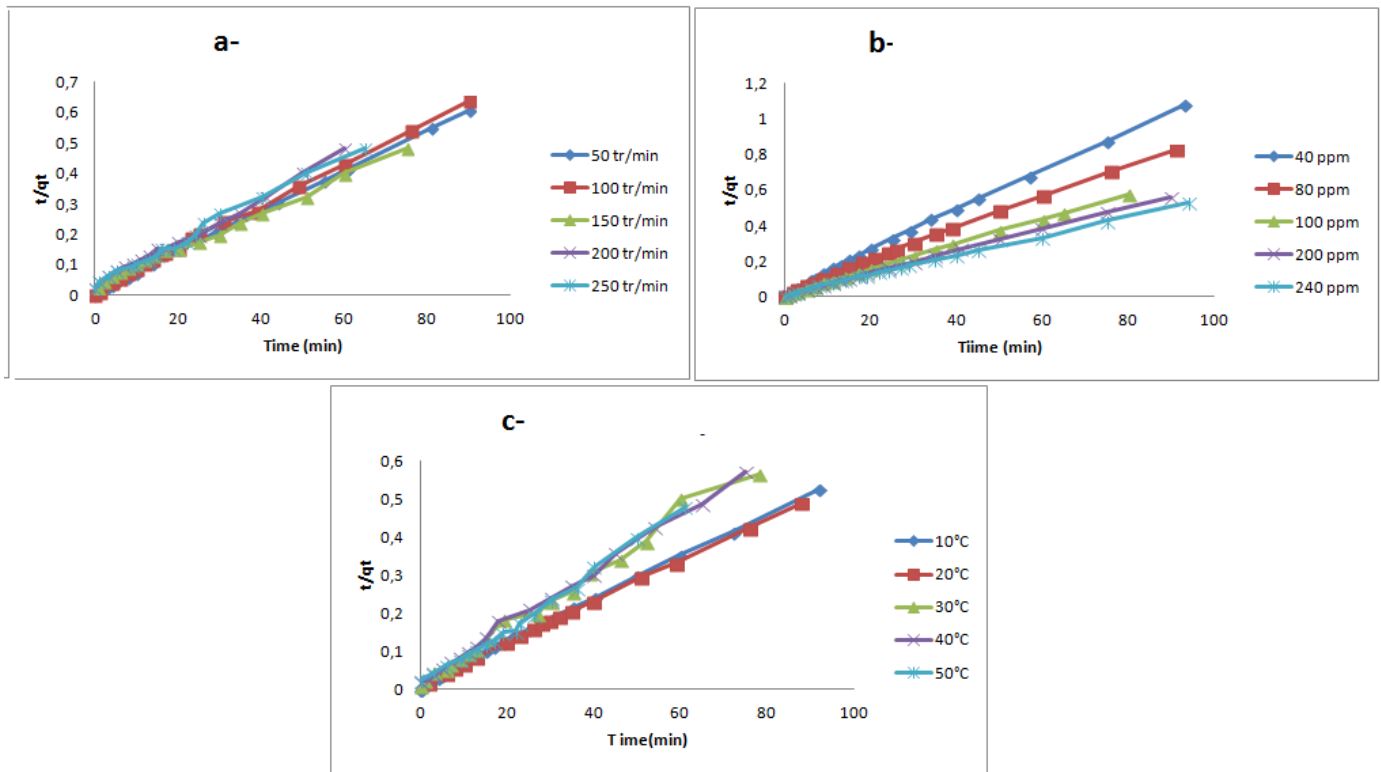 a-
t/qt
0,7
0,6
0,5
0,4
0,3
0,2
0,1
0
0 20 40 60 80 100
Time (min)
50 tr/min
100 tr/min
150 tr/min
200 tr/min
250 tr/min
b-
t/qt
1,2
1
0,8
0,6
0,4
0,2
0
0 20 40 60 80 100
Tiime (min)
40 ppm
80 ppm
100 ppm
200 ppm
240 ppm
c-
-
t/qt
0,6
0,5
0,4
0,3
0,2
0,1
0
0 20 40 60 80 100
T ime(min)
10°C
20°C
30°C
40°C
50°C